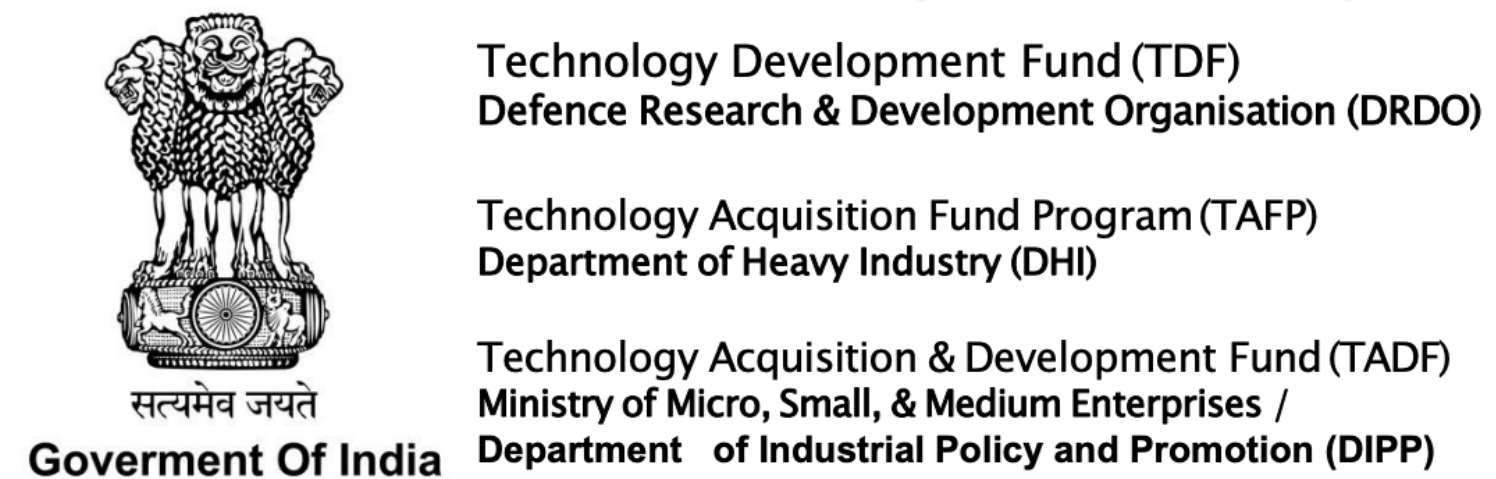 Technology Development Fund (TDF)
Defence Research & Development Organisation (DRDO)
Technology Acquisition Fund Program (TAFP)
Department of Heavy Industry (DHI)
Technology Acquisition & Development Fund (TADF)
Ministry of Micro, Small, & Medium Enterprises /
Department of Industrial Policy and Promotion (DIPP)
सत्यमेव जयते
Goverment Of India